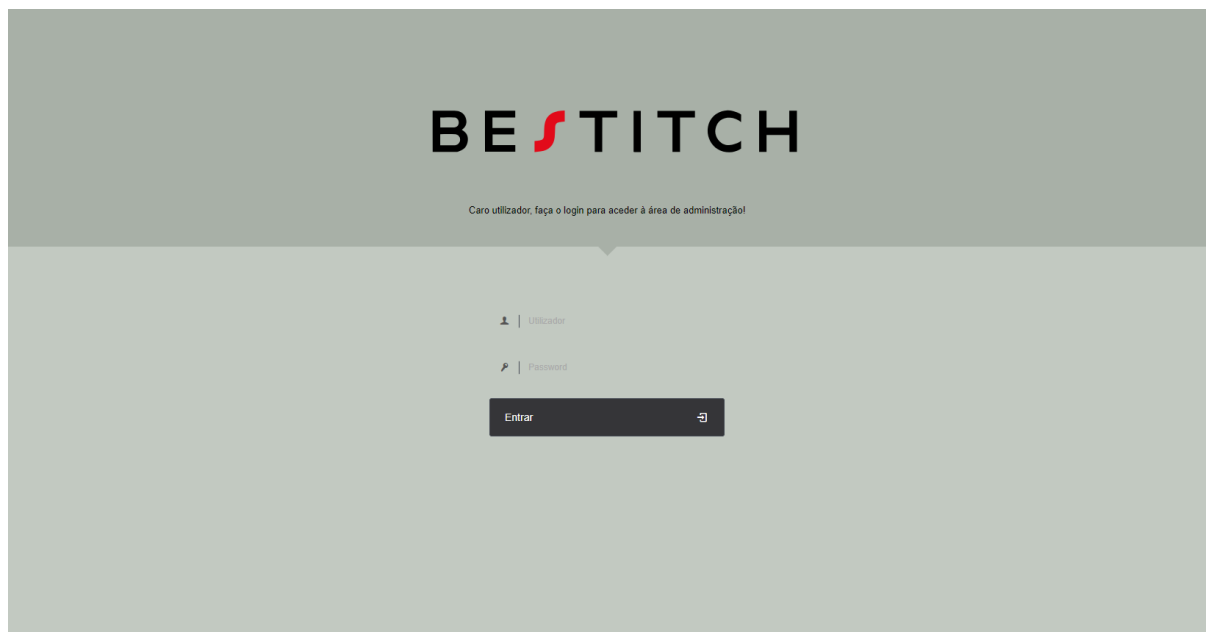 BESTITCH
Caro utilizador, faça o login para aceder à área de administração!
Utilizador
Password
Entrar